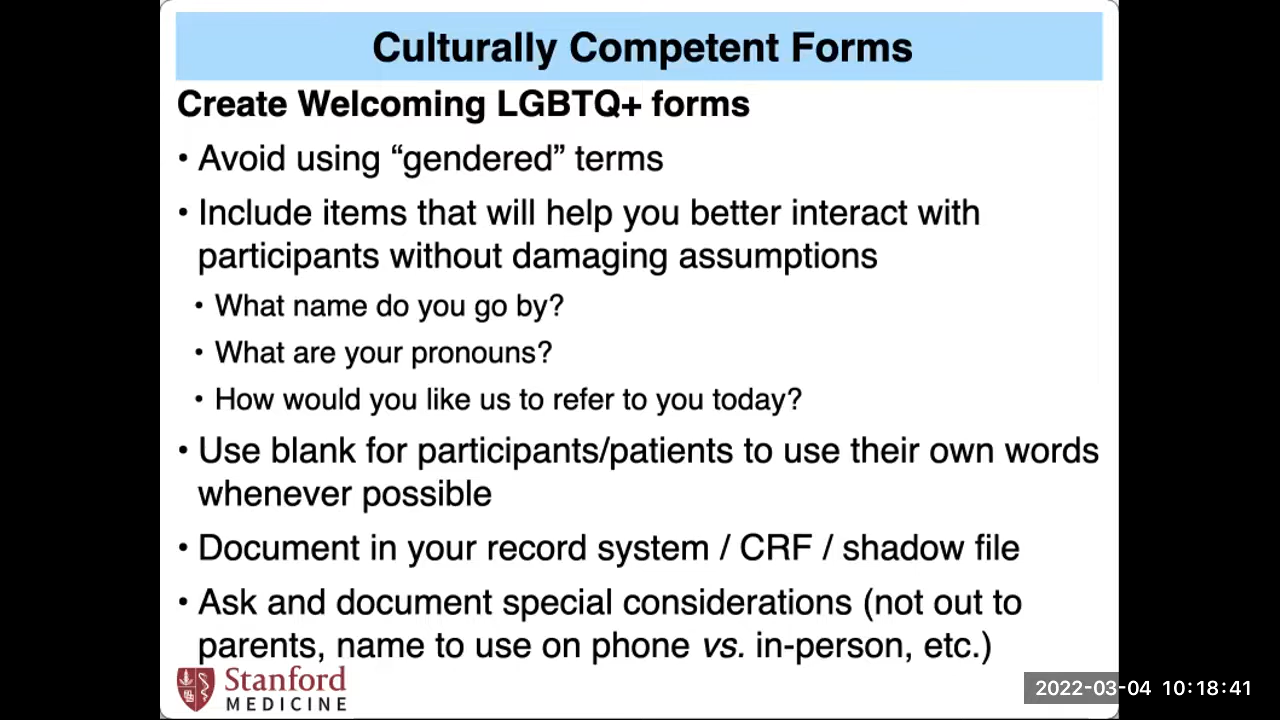 Culturally Competent Forms
Create Welcoming LGBTQ+ forms
• Avoid using “gendered” terms
• Include items that will help you better interact with
participants without damaging assumptions
• What name do you go by?
• What are your pronouns?
• How would you like us to refer to you today?
• Use blank for participants/patients to use their own words
whenever possible
• Document in your record system / CRF / shadow file
• Ask and document special considerations (not out to
parents, name to use on phone vs. in-person, etc.)
Stanford
MEDICINE
2022-03-04 10:18:41